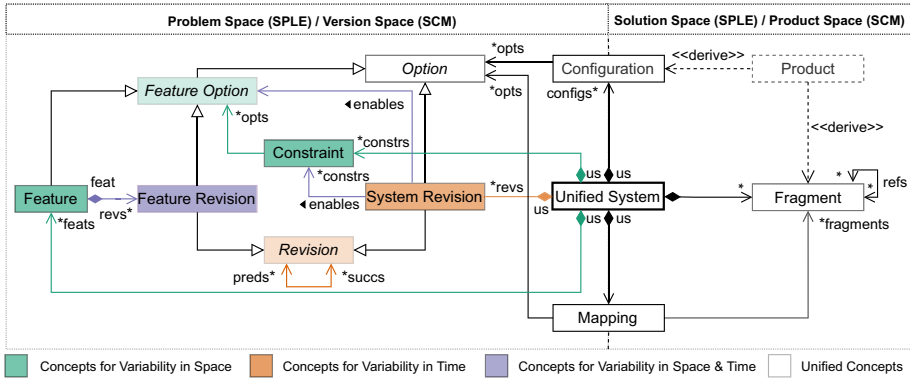 Problem Space (SPLE) / Version Space (SCM)
Solution Space (SPLE) / Product Space (SCM)
*opts
Option
Configuration
<<derive>>
Product
*opts
configs*
Feature Option
◀ enables
*opts
<<derive>>
Constraint
*constrs
*constrs
us
us
* refs
*
Feature
feat
revs*
*feats
Feature Revision
◀ enables
System Revision
*revs
us
Unified System
*
Fragment
*fragments
us
us
Revision
preds*
*succs
Mapping
Concepts for Variability in Space
Concepts for Variability in Time
Concepts for Variability in Space & Time
Unified Concepts